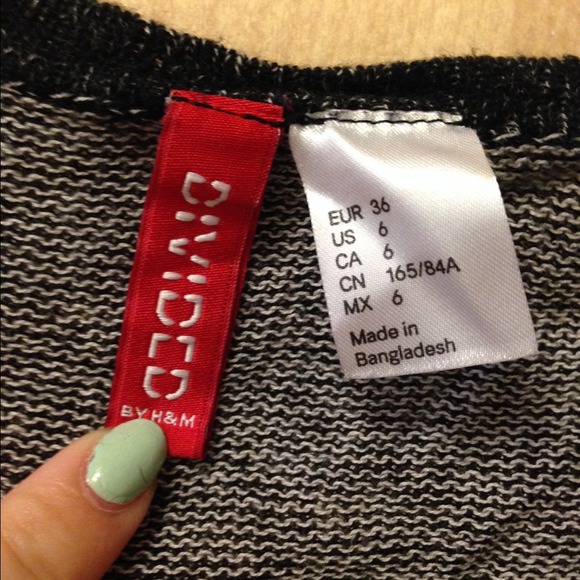 DIVIDED
BY H&M
EUR 36
US 6
CA 6
CN 165/84A
MX 6
Made in
Bangladesh